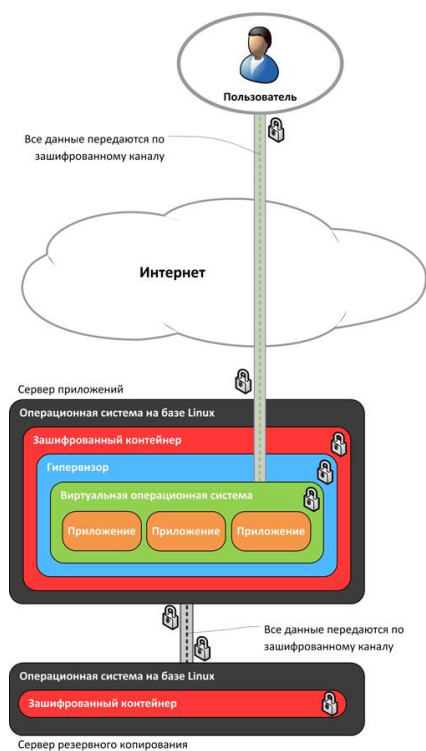 Пользователь
Все данные передаются по
зашифрованному каналу
Интернет
Сервер приложений
Операционная система на базе Linux
Зашифрованный контейнер
Гипервизор
Виртуальная операционная система
Приложение
Приложение
Приложение
Все данные передаются по
зашифрованному каналу
Операционная система на базе Linux
Зашифрованный контейнер
Сервер резервного копирования